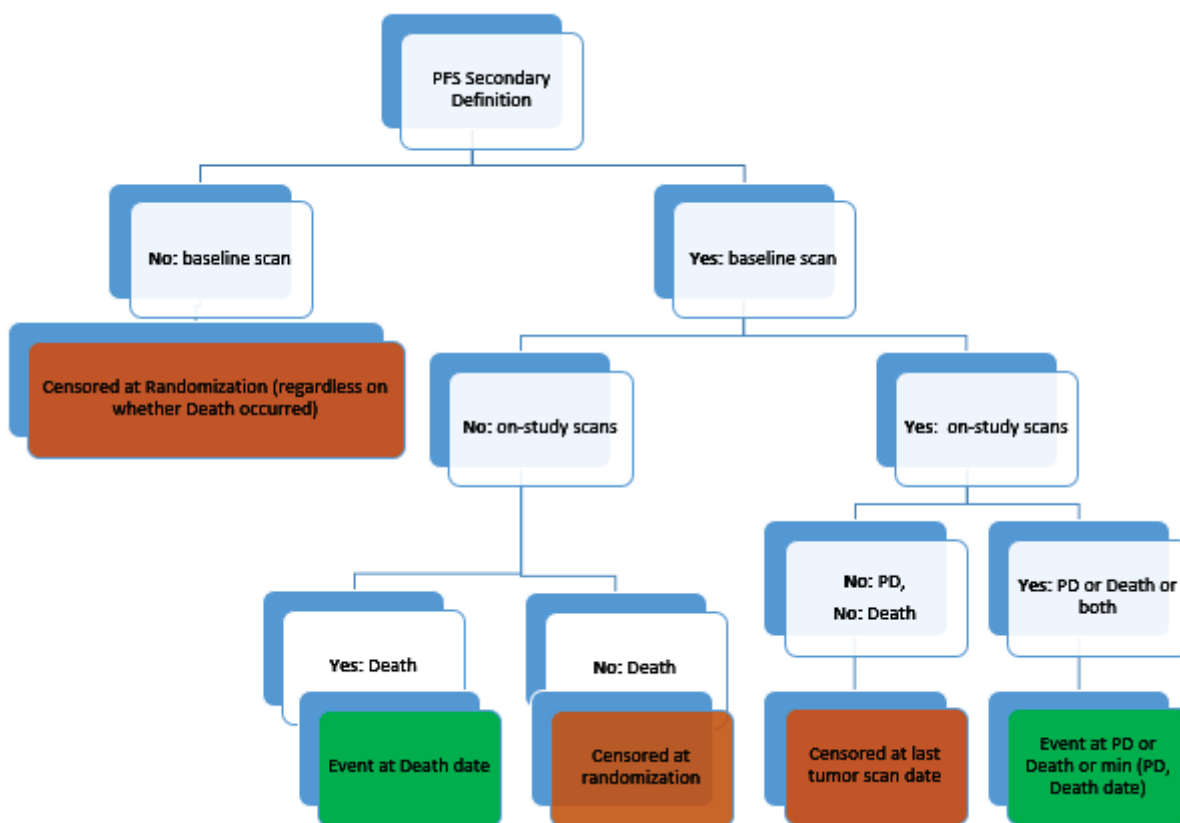 PFS Secondary
Definition
No: baseline scan
Yes: baseline scan
Censored at Randomization (regardless on
whether Death occurred)
No: on-study scans
Yes:  on-study scans
No: PD,
No: Death
Yes: PD or Death or
both
Yes: Death
No: Death
Event at Death date
Censored at
randomization
Censored at last
tumor scan date
Event at PD or
Death or min (PD,
Death date)